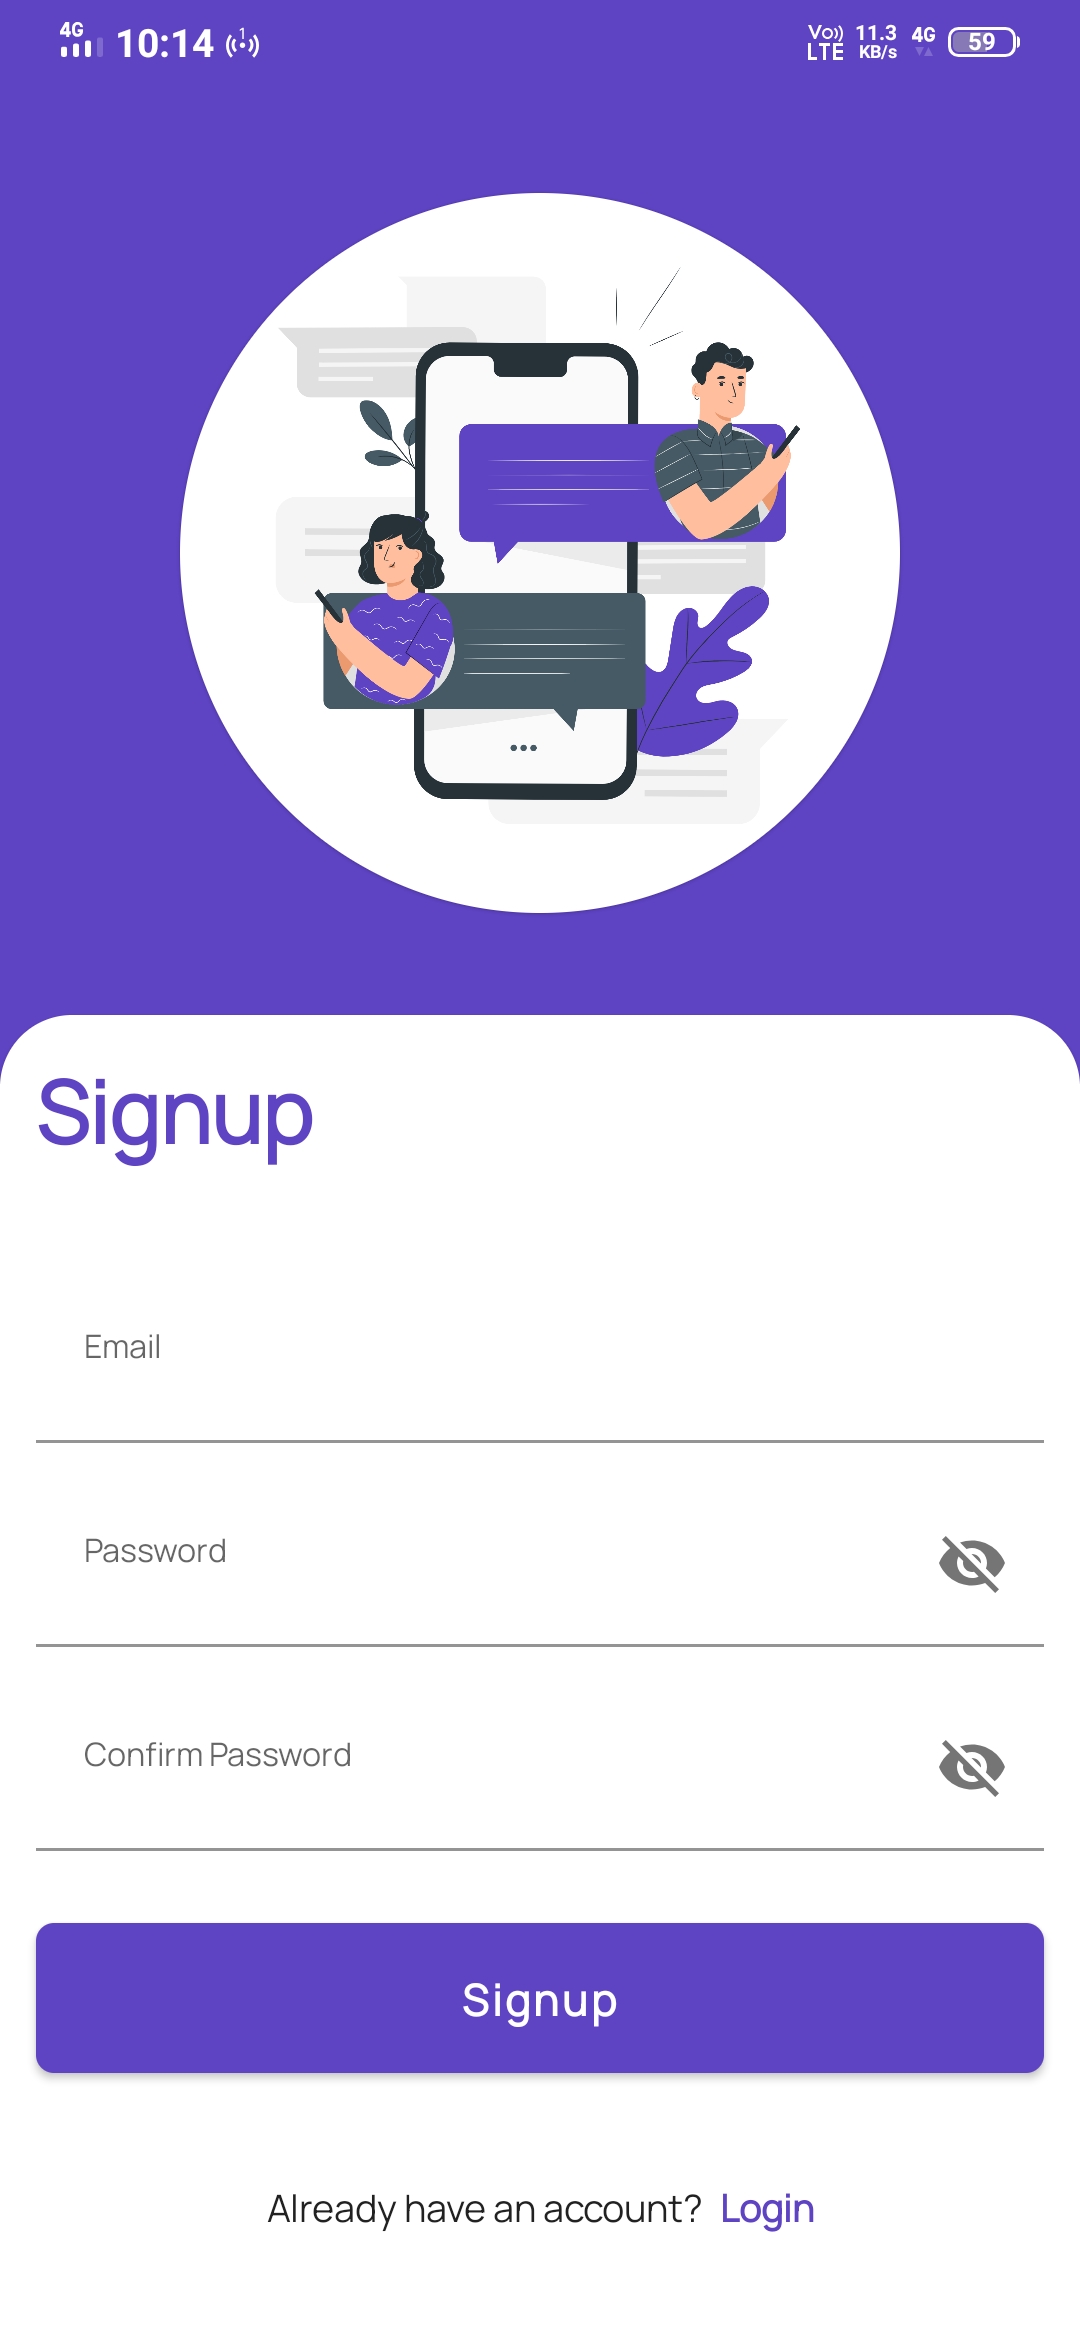 4G 10:14 1 Vo)) LTE 11.3 KB/s 4G 59
Signup
Email
Password
Confirm Password
Signup
Already have an account? Login